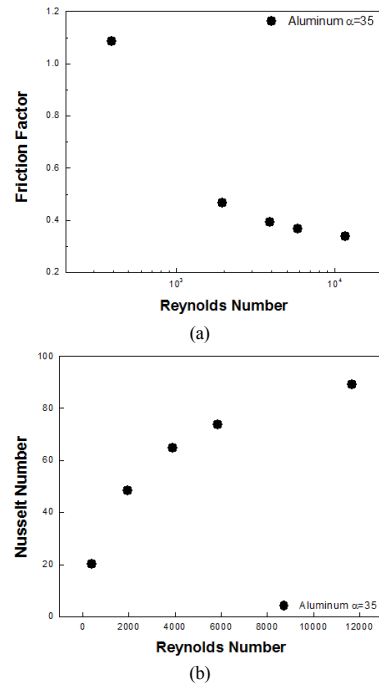 Aluminum α=35
1.2
1.0
0.8
0.6
0.4
0.2
Friction Factor
10³
10⁴
Reynolds Number
(a)
100
80
60
40
20
0
Nusselt Number
Aluminum α=35
0 2000 4000 6000 8000 10000 12000
Reynolds Number
(b)